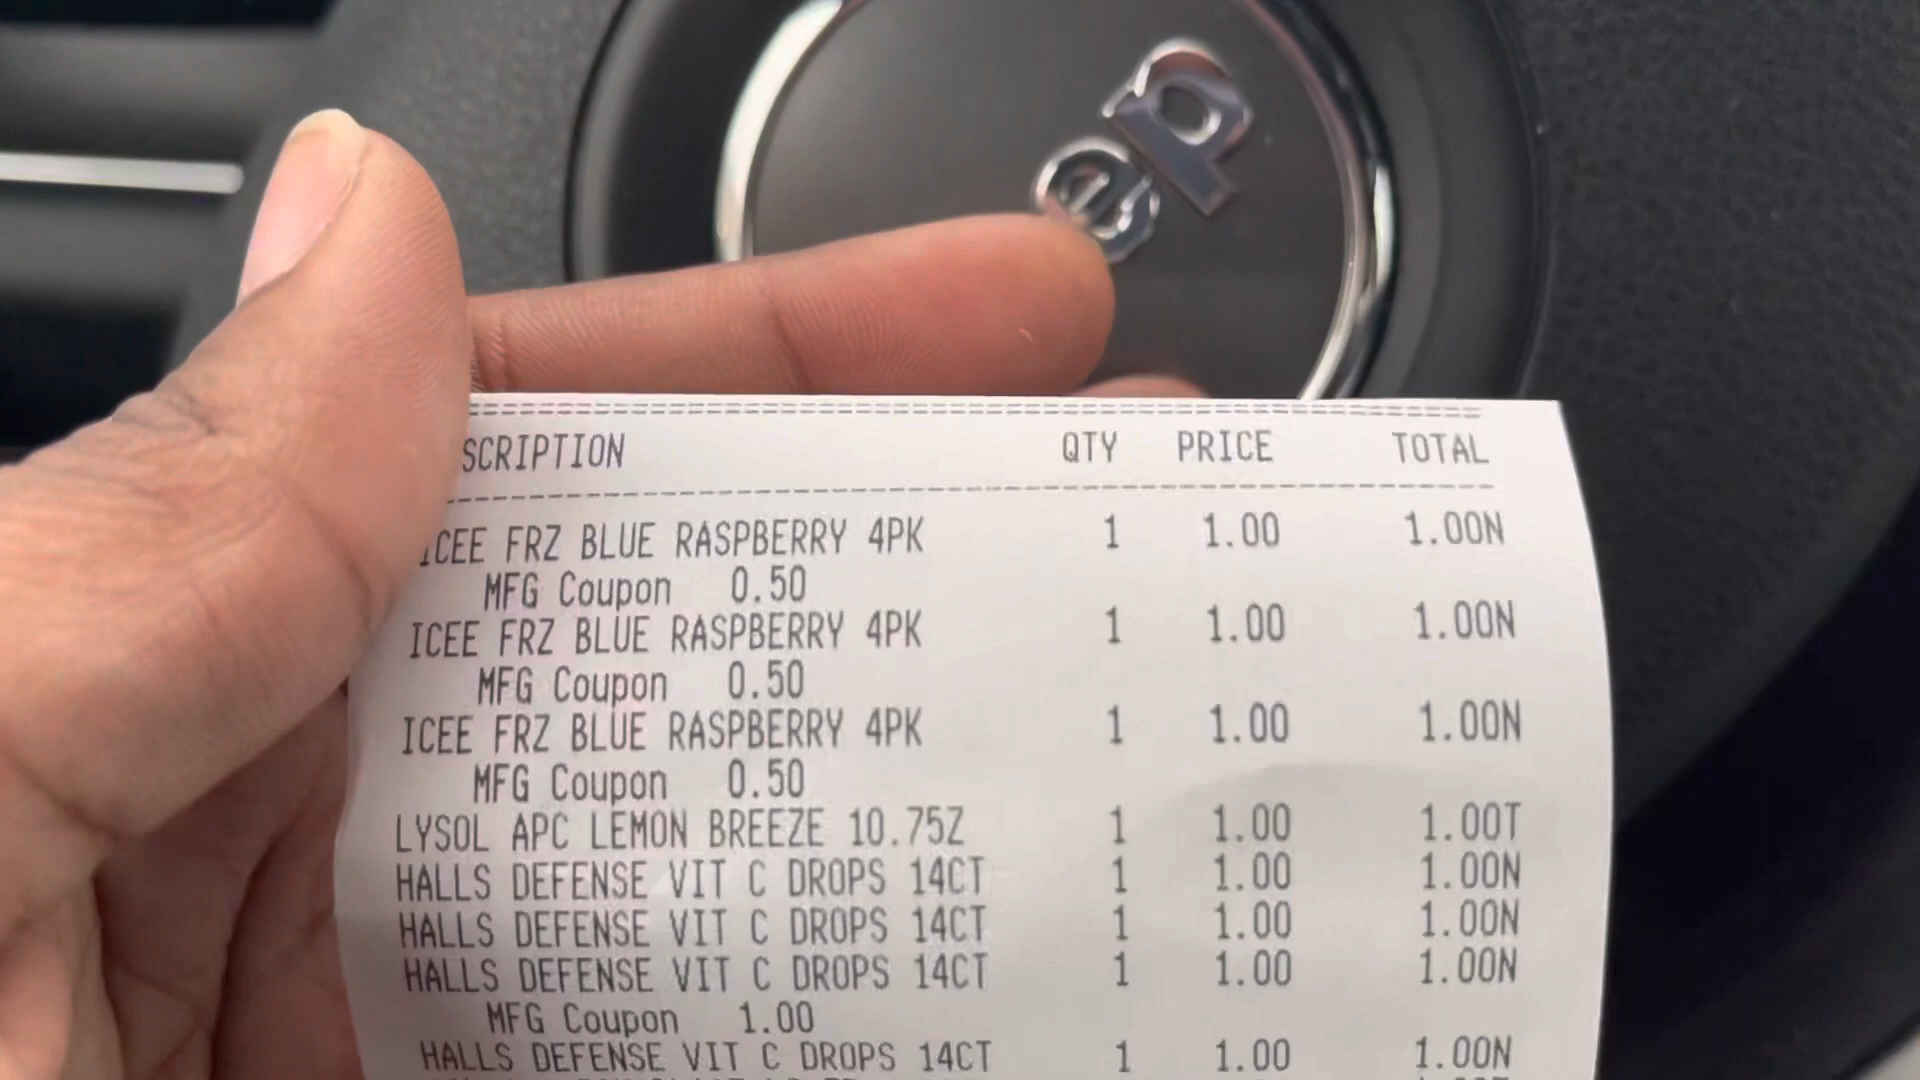 ep
SCRIPTION QTY PRICE TOTAL
ICEE FRZ BLUE RASPBERRY 4PK 1 1.00 1.00N
MFG Coupon 0.50
ICEE FRZ BLUE RASPBERRY 4PK 1 1.00 1.00N
MFG Coupon 0.50
ICEE FRZ BLUE RASPBERRY 4PK 1 1.00 1.00N
MFG Coupon 0.50
LYSOL APC LEMON BREEZE 10.75Z 1 1.00 1.00T
HALLS DEFENSE VIT C DROPS 14CT 1 1.00 1.00N
HALLS DEFENSE VIT C DROPS 14CT 1 1.00 1.00N
HALLS DEFENSE VIT C DROPS 14CT 1 1.00 1.00N
MFG Coupon 1.00
HALLS DEFENSE VIT C DROPS 14CT 1 1.00 1.00N